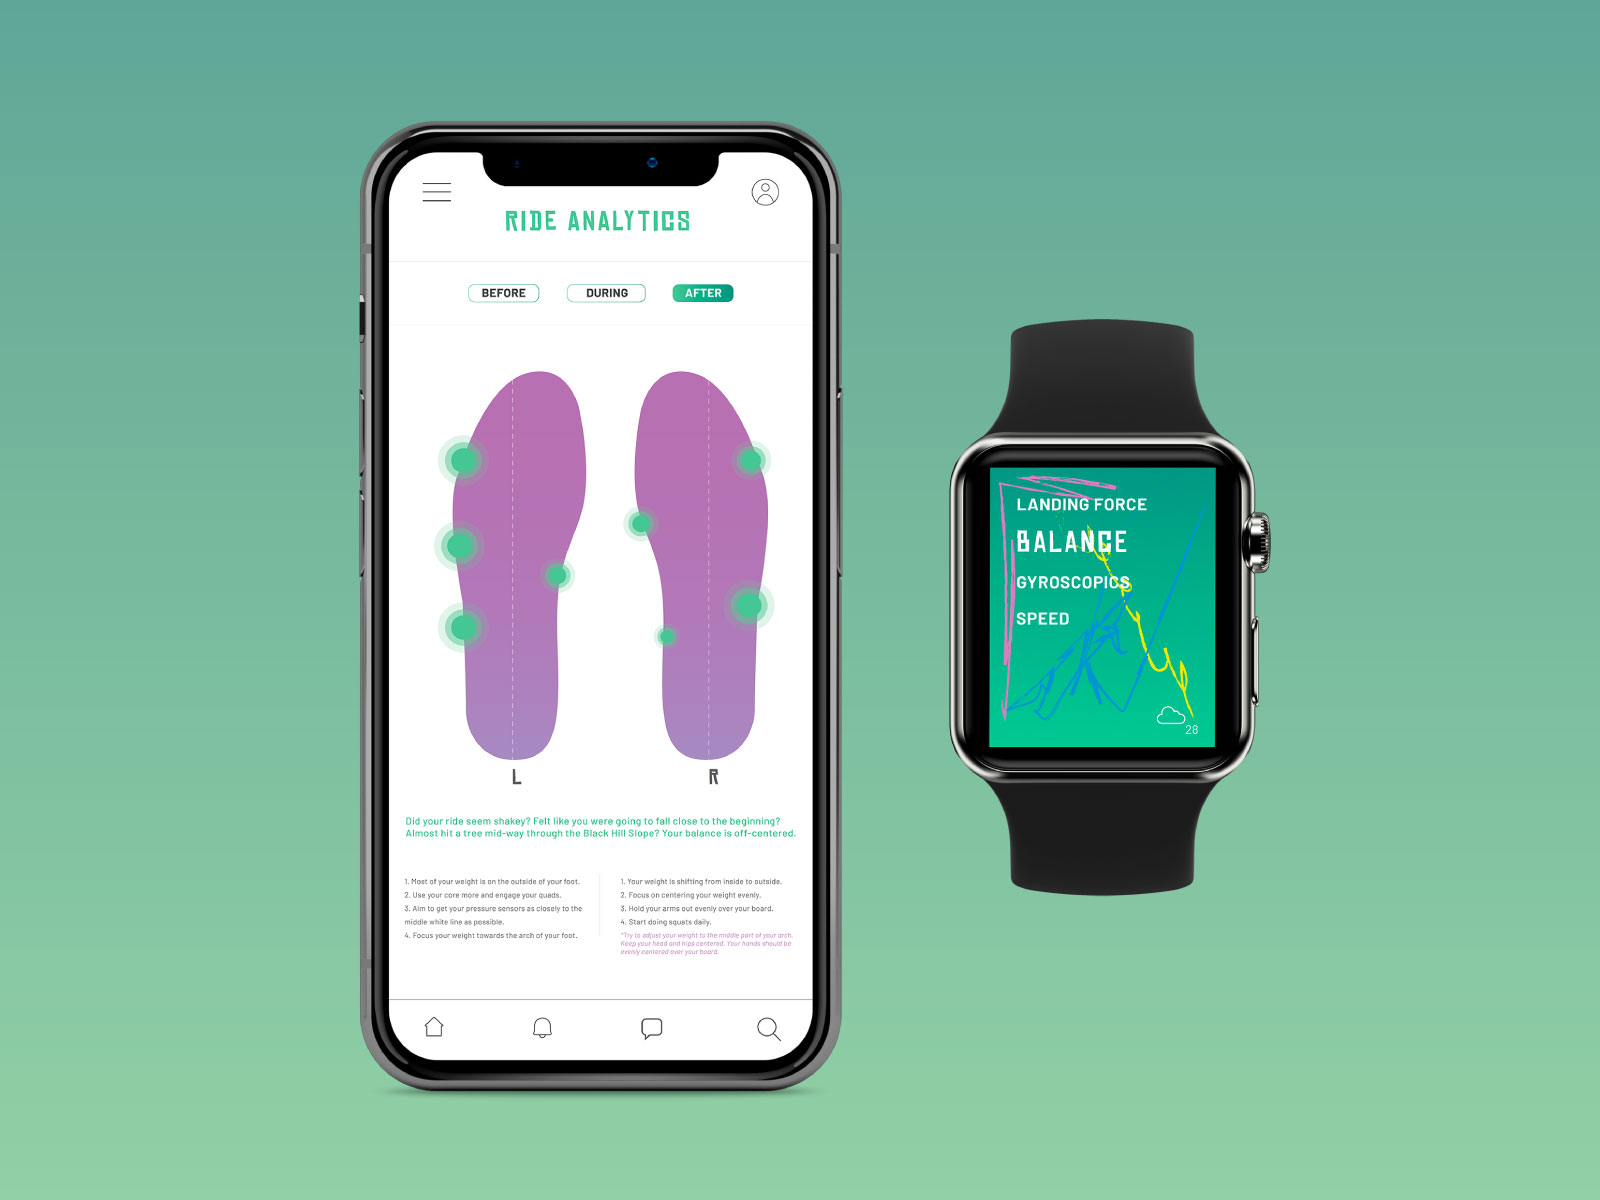 RIDE ANALYTICS
BEFORE
DURING
AFTER
L
R
Did your ride seem shakey? Felt like you were going to fall close to the beginning?
Almost hit a tree mid-way through the Black Hill Slope? Your balance is off-centered.
1. Most of your weight is on the outside of your foot.
2. Use your core more and engage your quads.
3. Aim to get your pressure sensors as closely to the
middle white line as possible.
4. Focus your weight towards the arch of your foot.
1. Your weight is shifting from inside to outside.
2. Focus on centering your weight evenly.
3. Hold your arms out evenly over your board.
4. Start doing squats daily.
*Try to adjust your weight to the middle part of your arch.
Keep your head and hips centered. Your hands should be
evenly centered over your board.
LANDING FORCE
BALANCE
GYROSCOPICS
SPEED
28